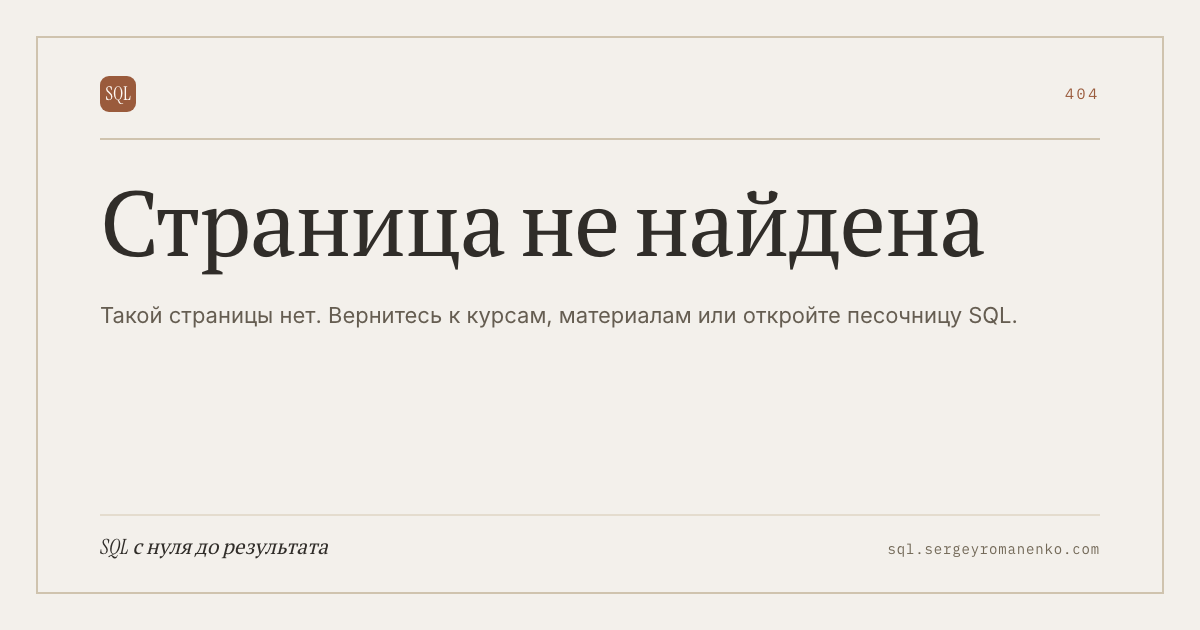 SQL
404
Страница не найдена
Такой страницы нет. Вернитесь к курсам, материалам или откройте песочницу SQL.
SQL с нуля до результата
sql.sergeyromanenko.com